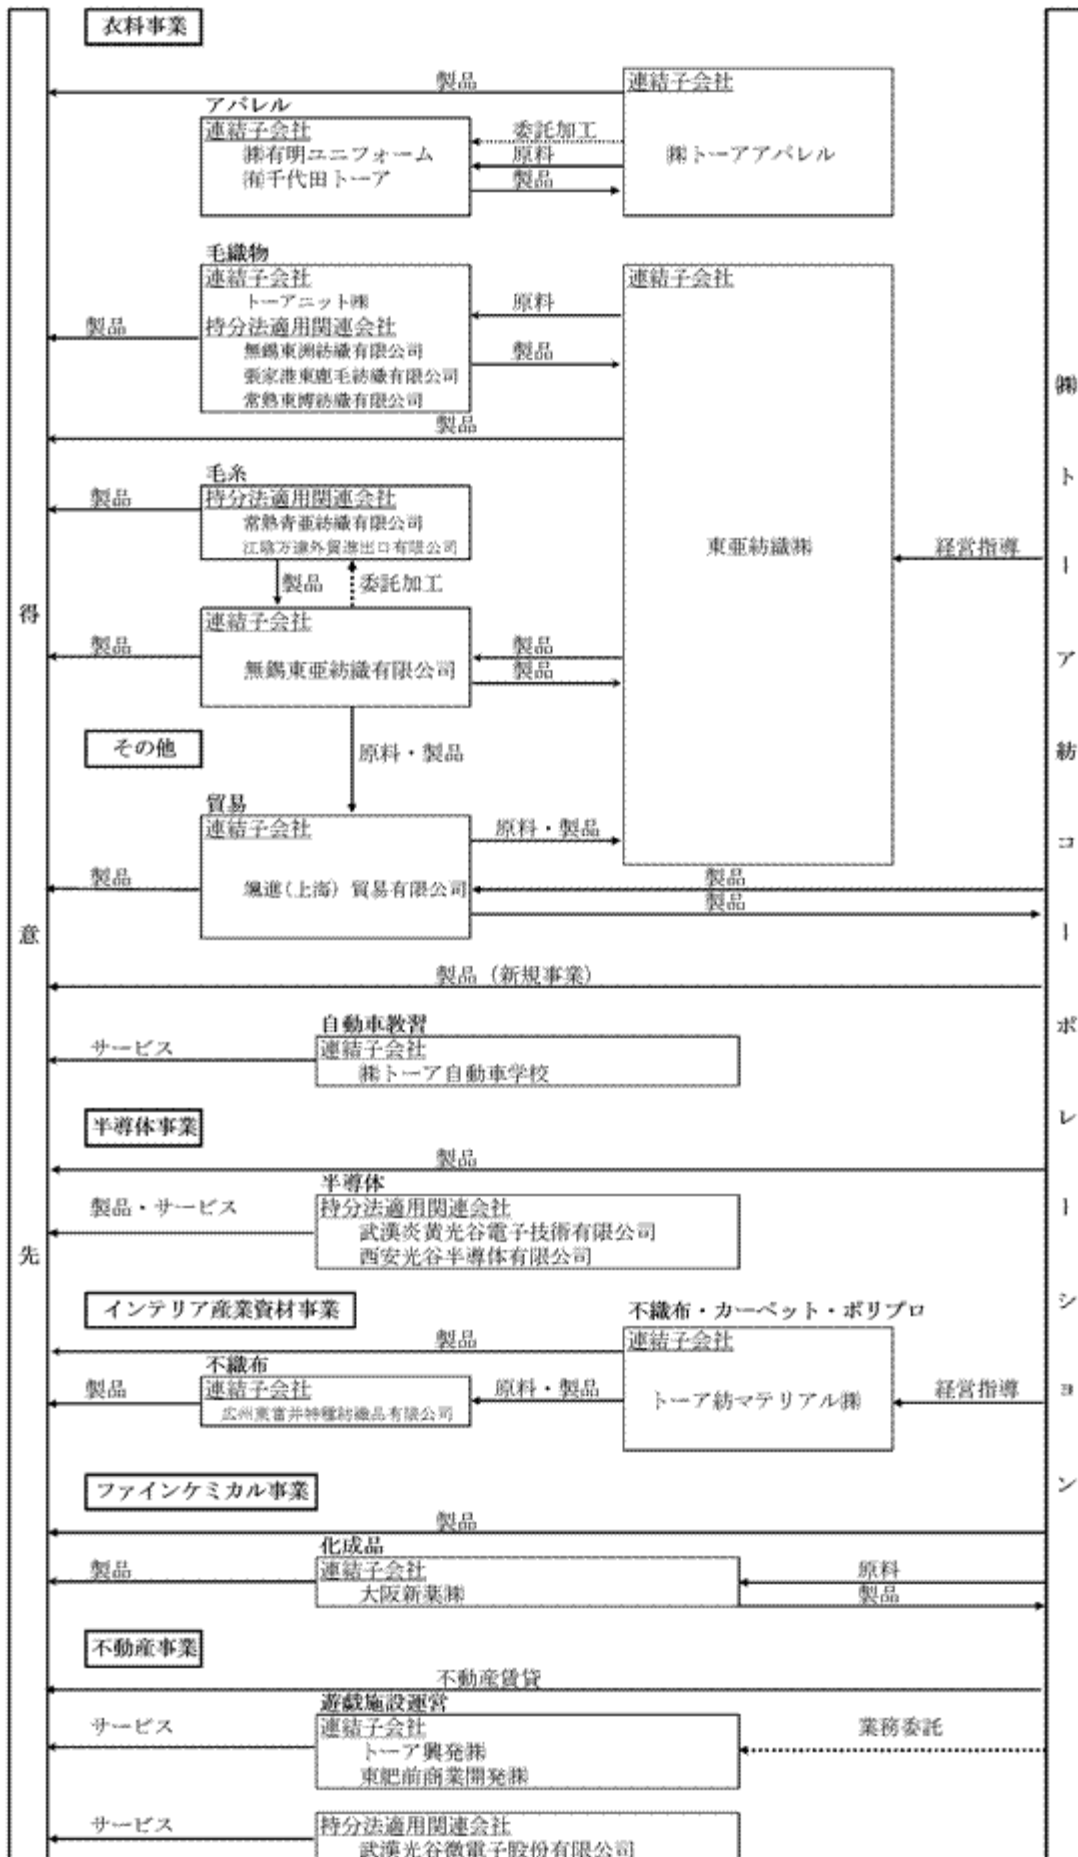 衣料事業
製品
連結子会社
アパレル
連結子会社
委託加工
㈱有明ユニフォーム
原料
㈱トーアアパレル
㈲千代田トーア
製品
毛織物
連結子会社
連結子会社
トーアニット㈱
原料
持分法適用関連会社
製品
無錫東洲紡織有限公司
製品
張家港東鹿毛紡織有限公司
常熟東博紡織有限公司
製品
毛糸
製品
持分法適用関連会社
常熟青亜紡織有限公司
江陰万達外貿進出口有限公司
東亜紡織㈱
経営指導
製品
委託加工
連結子会社
製品
製品
無錫東亜紡織有限公司
製品
その他
原料・製品
貿易
連結子会社
原料・製品
製品
颯進(上海) 貿易有限公司
製品
製品
製品（新規事業）
自動車教習
サービス
連結子会社
㈱トーア自動車学校
半導体事業
製品
半導体
製品・サービス
持分法適用関連会社
武漢炎黄光谷電子技術有限公司
西安光谷半導体有限公司
インテリア産業資材事業
不織布・カーペット・ポリプロ
製品
連結子会社
不織布
製品
連結子会社
原料・製品
トーア紡マテリアル㈱
経営指導
広州東富井特種紡織品有限公司
ファインケミカル事業
製品
化成品
製品
連結子会社
原料
大阪新薬㈱
製品
不動産事業
不動産賃貸
遊戯施設運営
サービス
連結子会社
業務委託
トーア興発㈱
東肥前商業開発㈱
サービス
持分法適用関連会社
武漢光谷微電子股份有限公司
得意先
㈱トーア紡コーポレーション